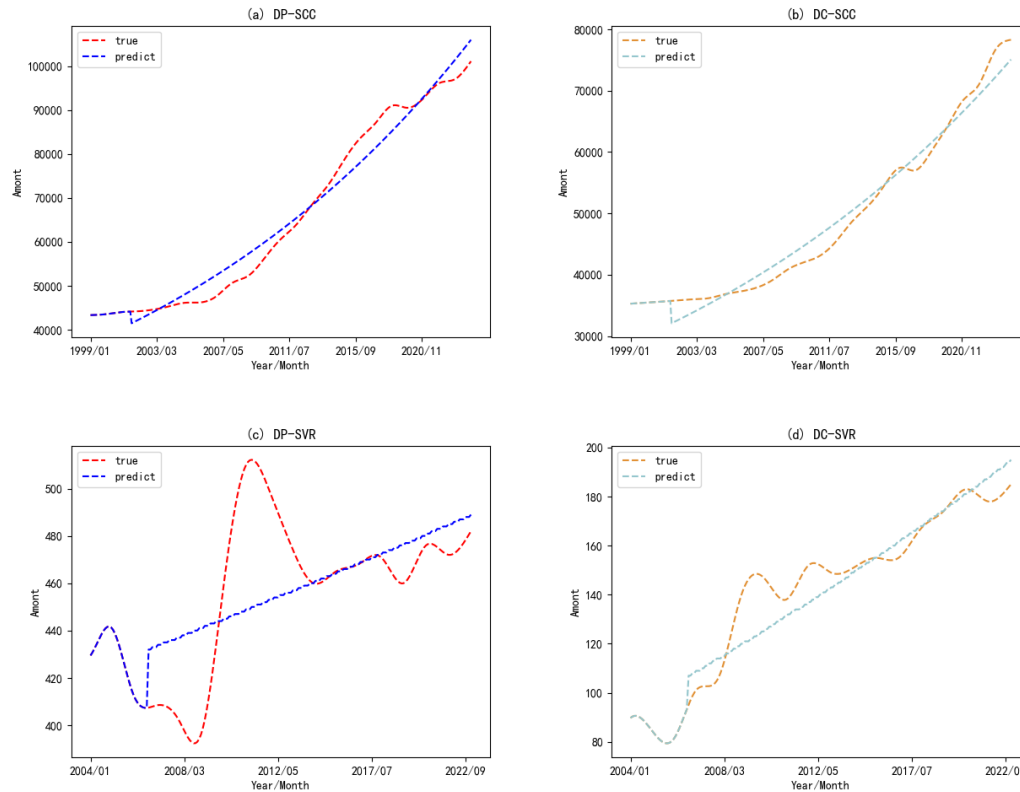 (a) DP-SCC
true
predict
100000
90000
80000
70000
60000
50000
40000
Amont
1999/01 2003/03 2007/05 2011/07 2015/09 2020/11
Year/Month
(b) DC-SCC
true
predict
80000
70000
60000
50000
40000
30000
Amont
1999/01 2003/03 2007/05 2011/07 2015/09 2020/11
Year/Month
(c) DP-SVR
true
predict
500
480
460
440
420
400
Amont
2004/01 2008/03 2012/05 2017/07 2022/09
Year/Month
(d) DC-SVR
true
predict
200
180
160
140
120
100
80
Amont
2004/01 2008/03 2012/05 2017/07 2022/0
Year/Month